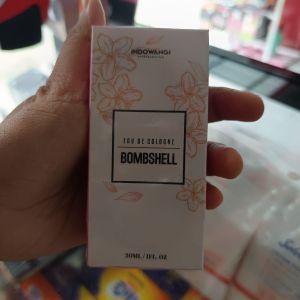 INDOWANGI
EAU DE COLOGNE
BOMBSHELL
30ML / 1FL.OZ